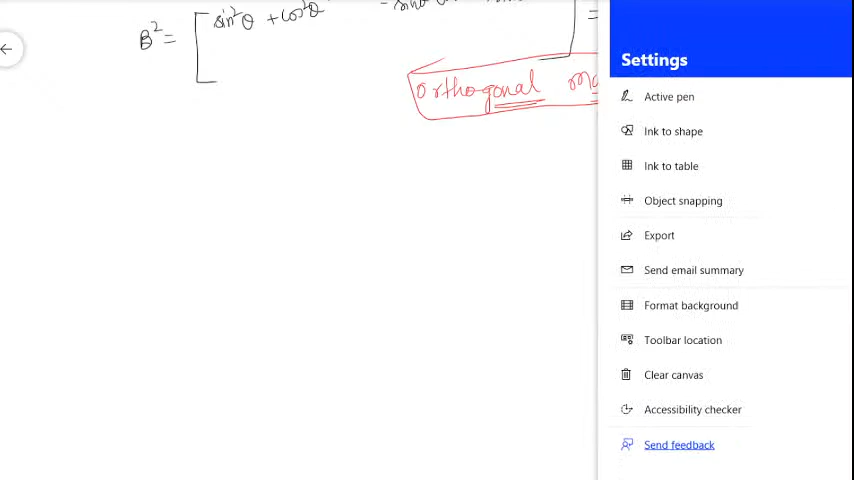 B² = [ sin²θ + cos²θ
=
Orthogonal
Settings
Active pen
Ink to shape
Ink to table
Object snapping
Export
Send email summary
Format background
Toolbar location
Clear canvas
Accessibility checker
Send feedback